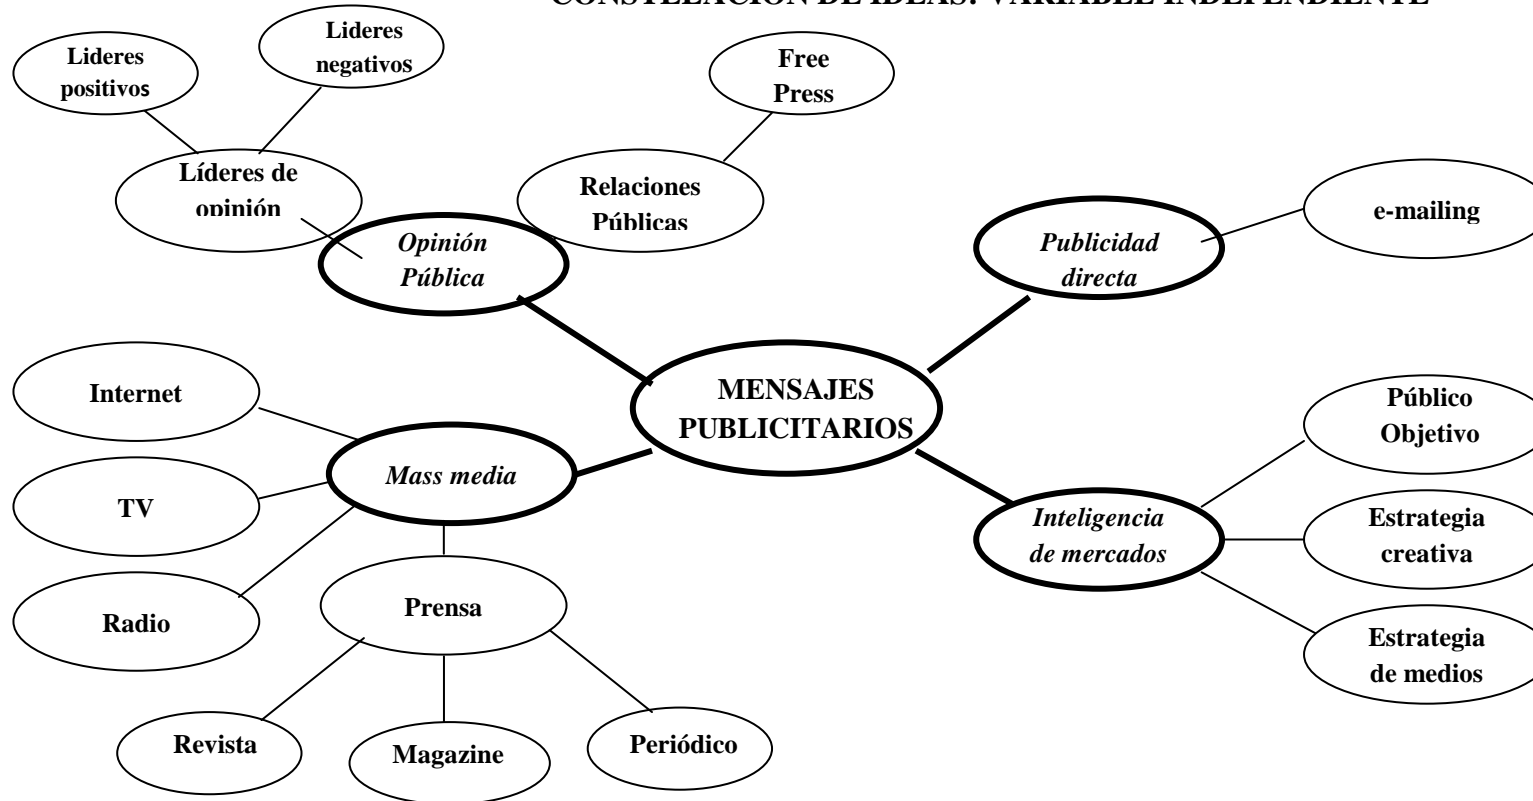 CONSTELACIÓN DE IDEAS: VARIABLE INDEPENDIENTE
Lideres
positivos
Lideres
negativos
Free
Press
Líderes de
opinión
Relaciones
Públicas
Opinión
Pública
Publicidad
directa
e-mailing
Internet
MENSAJES
PUBLICITARIOS
Público
Objetivo
Mass media
TV
Inteligencia
de mercados
Estrategia
creativa
Radio
Prensa
Estrategia
de medios
Revista
Magazine
Periódico